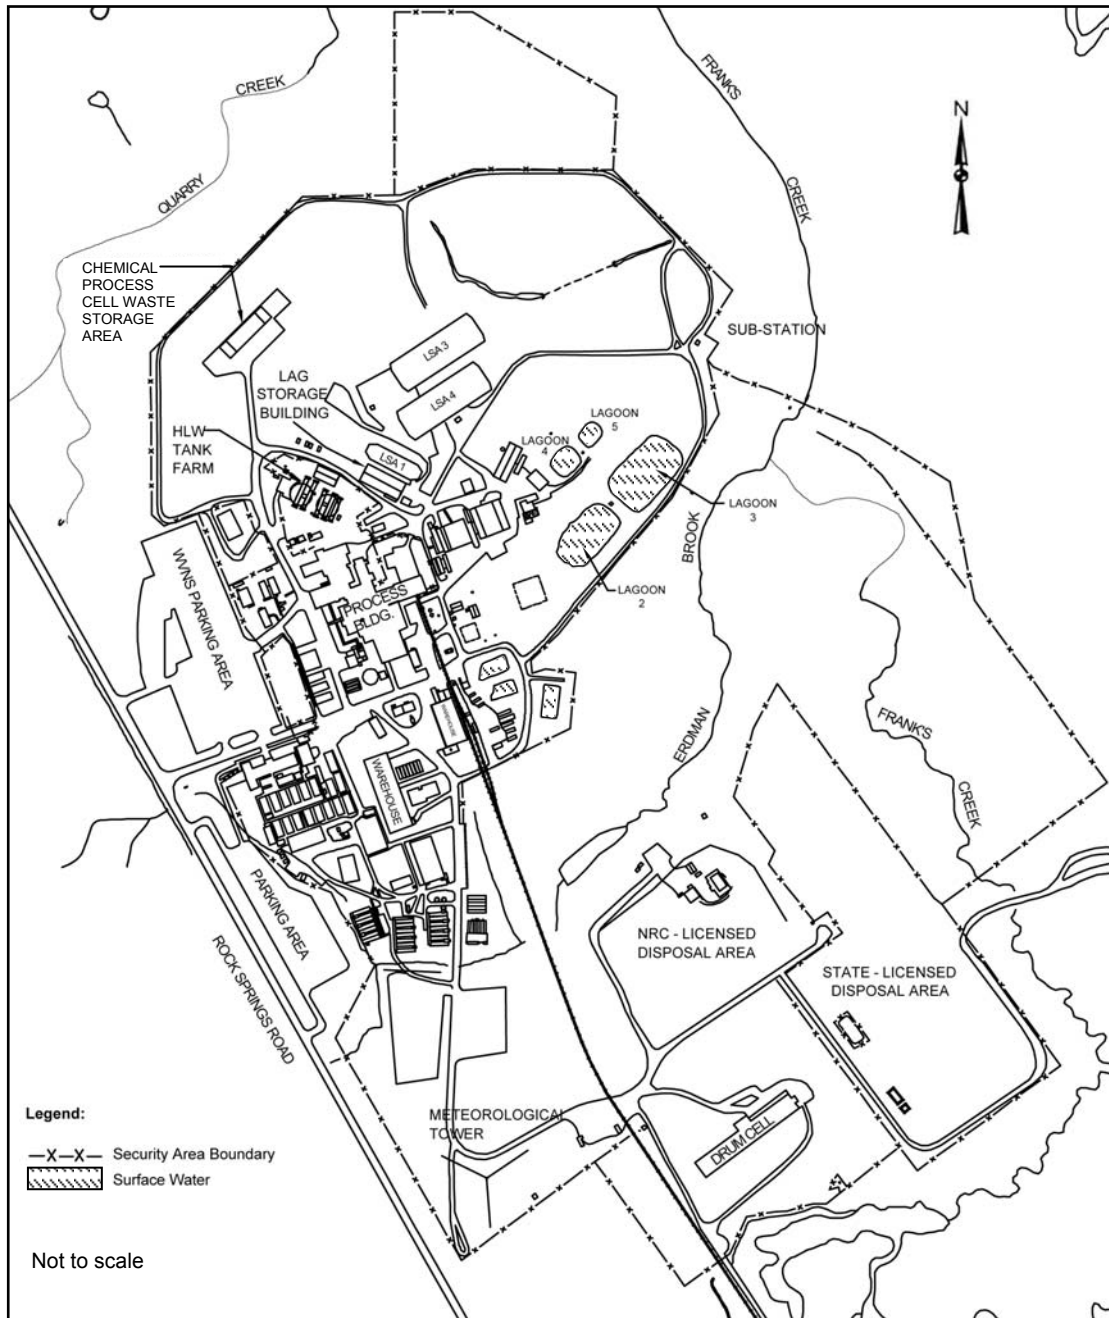 CREEK
QUARRY
FRANKS
CREEK
N
CHEMICAL
PROCESS
CELL WASTE
STORAGE
AREA
SUB-STATION
LSA 3
LSA 4
LAG
STORAGE
BUILDING
LSA 1
HLW
TANK
FARM
LAGOON
5
LAGOON
4
LAGOON
3
LAGOON
2
BROOK
ERDMAN
WVNS PARKING AREA
PROCESS
BLDG.
WAREHOUSE
WAREHOUSE
FRANK'S
CREEK
PARKING AREA
ROCK SPRINGS ROAD
NRC - LICENSED
DISPOSAL AREA
STATE - LICENSED
DISPOSAL AREA
METEOROLOGICAL
TOWER
DRUM CELL
Legend:
—X—X— Security Area Boundary
Surface Water
Not to scale